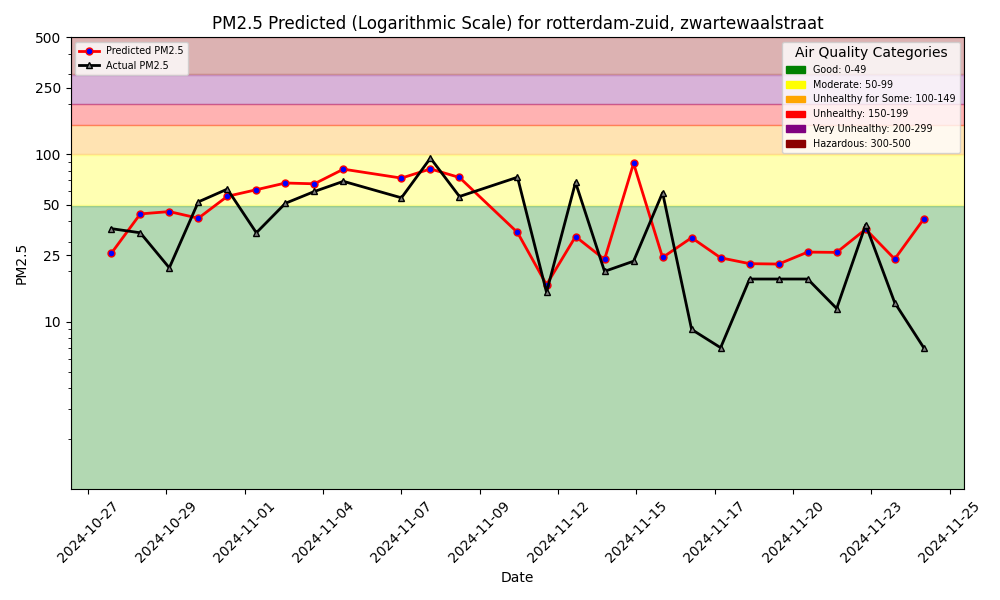 PM2.5 Predicted (Logarithmic Scale) for rotterdam-zuid, zwartewaalstraat
Predicted PM2.5
Actual PM2.5
Air Quality Categories
Good: 0-49
Moderate: 50-99
Unhealthy for Some: 100-149
Unhealthy: 150-199
Very Unhealthy: 200-299
Hazardous: 300-500
500
250
100
50
25
10
PM2.5
2024-10-27
2024-10-29
2024-11-01
2024-11-04
2024-11-07
2024-11-09
2024-11-12
2024-11-15
2024-11-17
2024-11-20
2024-11-23
2024-11-25
Date